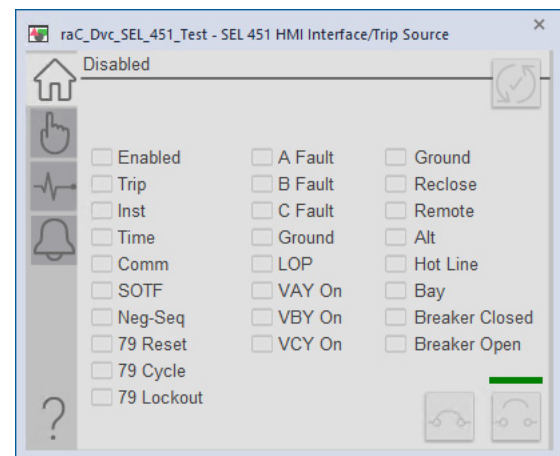 raC_Dvc_SEL_451_Test - SEL 451 HMI Interface/Trip Source
Disabled
Enabled A Fault Ground
Trip B Fault Reclose
Inst C Fault Remote
Time Ground Alt
Comm LOP Hot Line
SOTF VAY On Bay
Neg-Seq VBY On Breaker Closed
79 Reset VCY On Breaker Open
79 Cycle
79 Lockout
?